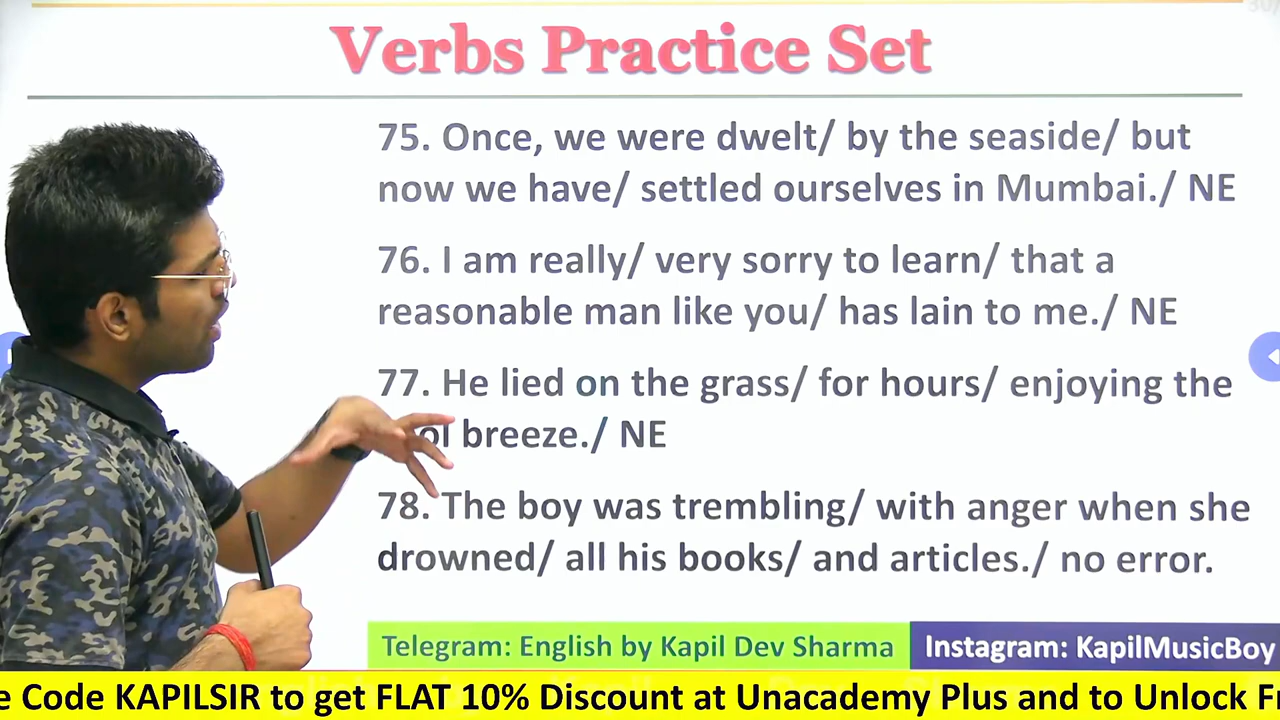 Verbs Practice Set
75. Once, we were dwelt/ by the seaside/ but
now we have/ settled ourselves in Mumbai./ NE
76. I am really/ very sorry to learn/ that a
reasonable man like you/ has lain to me./ NE
77. He lied on the grass/ for hours/ enjoying the
breeze./ NE
78. The boy was trembling/ with anger when she
drowned/ all his books/ and articles./ no error.
Telegram: English by Kapil Dev Sharma
Instagram: KapilMusicBoy
Code KAPILSIR to get FLAT 10% Discount at Unacademy Plus and to Unlock